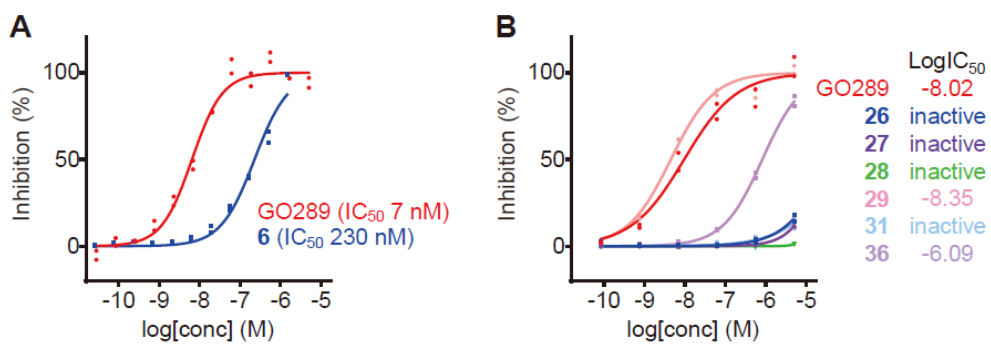 A
Inhibition (%)
100
50
0
GO289 (IC50 7 nM)
6 (IC50 230 nM)
-10 -9 -8 -7 -6 -5
log[conc] (M)
B
Inhibition (%)
100
50
0
-10 -9 -8 -7 -6 -5
log[conc] (M)
LogIC50
GO289 -8.02
26 inactive
27 inactive
28 inactive
29 -8.35
31 inactive
36 -6.09